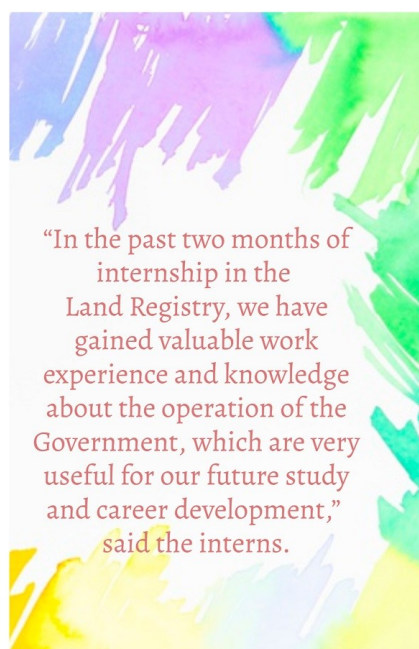 “In the past two months of
internship in the
Land Registry, we have
gained valuable work
experience and knowledge
about the operation of the
Government, which are very
useful for our future study
and career development,”
said the interns.